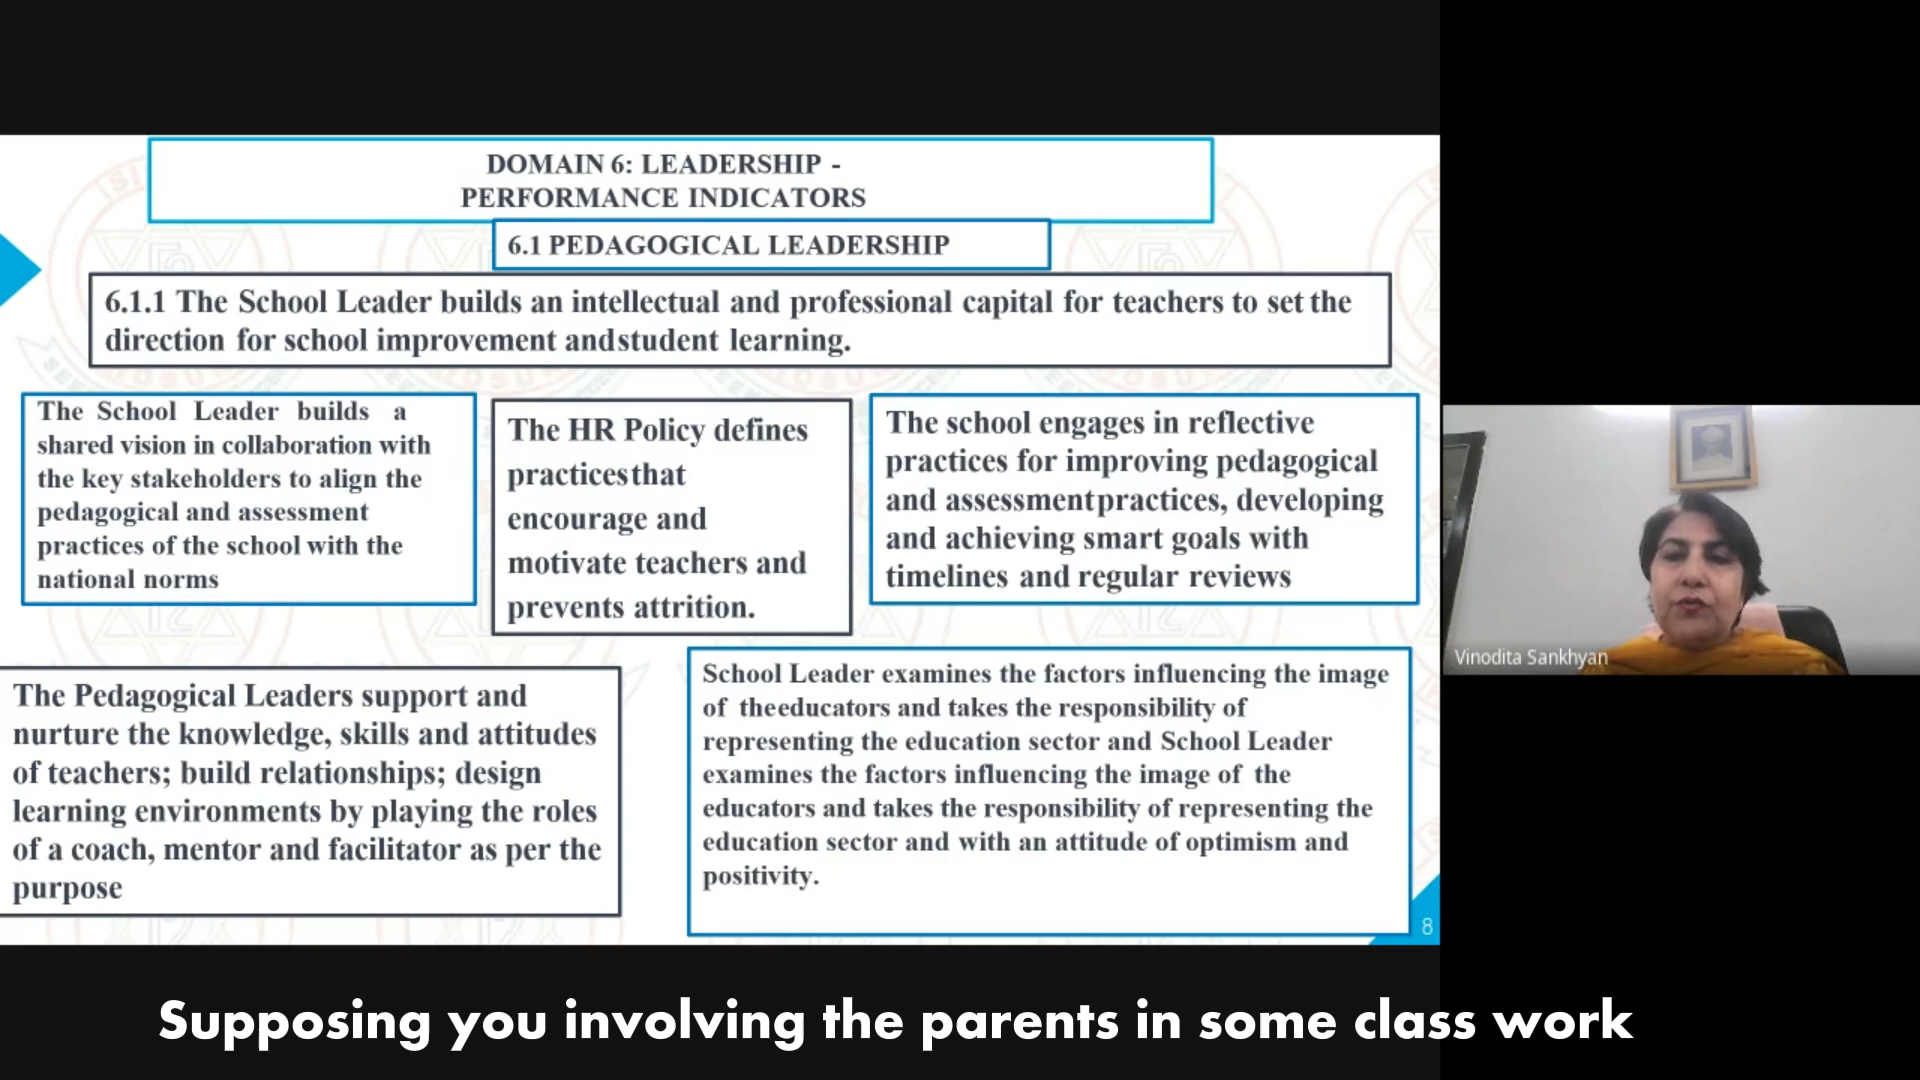 DOMAIN 6: LEADERSHIP -
PERFORMANCE INDICATORS
6.1 PEDAGOGICAL LEADERSHIP
6.1.1 The School Leader builds an intellectual and professional capital for teachers to set the
direction for school improvement andstudent learning.
The School Leader builds a
shared vision in collaboration with
the key stakeholders to align the
pedagogical and assessment
practices of the school with the
national norms
The HR Policy defines
practicesthat
encourage and
motivate teachers and
prevents attrition.
The school engages in reflective
practices for improving pedagogical
and assessmentpractices, developing
and achieving smart goals with
timelines and regular reviews
The Pedagogical Leaders support and
nurture the knowledge, skills and attitudes
of teachers; build relationships; design
learning environments by playing the roles
of a coach, mentor and facilitator as per the
purpose
School Leader examines the factors influencing the image
of theeducators and takes the responsibility of
representing the education sector and School Leader
examines the factors influencing the image of the
educators and takes the responsibility of representing the
education sector and with an attitude of optimism and
positivity.
8
Vinodita Sankhyan
Supposing you involving the parents in some class work